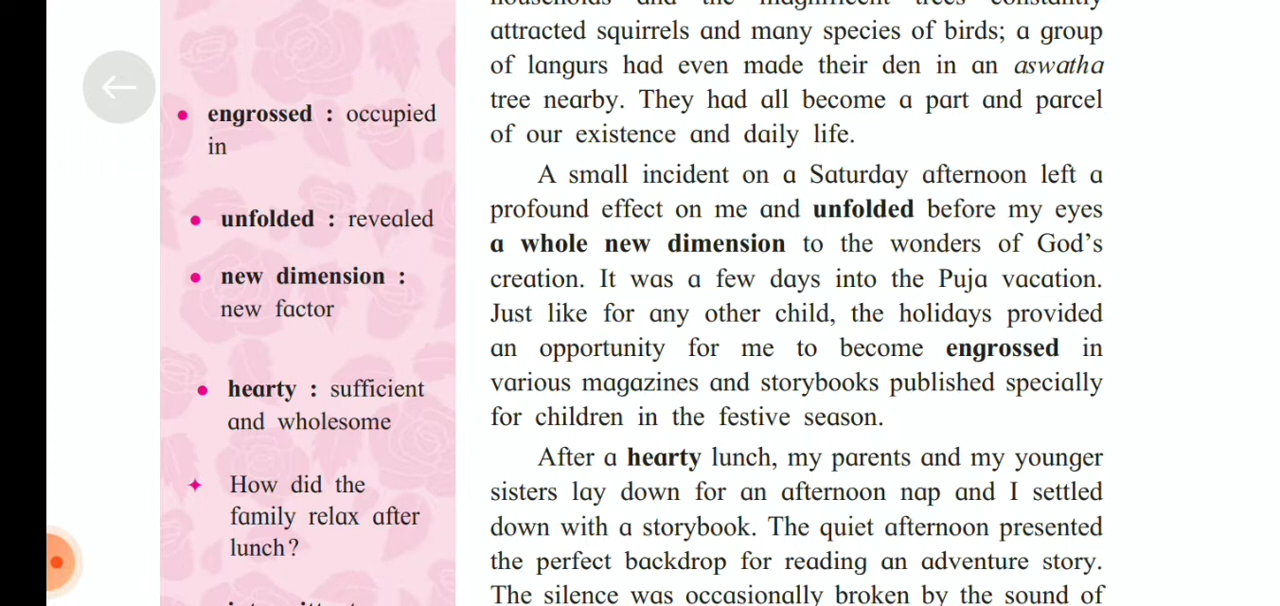 households and the magnificent trees constantly
attracted squirrels and many species of birds; a group
of langurs had even made their den in an aswatha
tree nearby. They had all become a part and parcel
of our existence and daily life.
A small incident on a Saturday afternoon left a
profound effect on me and unfolded before my eyes
a whole new dimension to the wonders of God's
creation. It was a few days into the Puja vacation.
Just like for any other child, the holidays provided
an opportunity for me to become engrossed in
various magazines and storybooks published specially
for children in the festive season.
After a hearty lunch, my parents and my younger
sisters lay down for an afternoon nap and I settled
down with a storybook. The quiet afternoon presented
the perfect backdrop for reading an adventure story.
The silence was occasionally broken by the sound of
• engrossed : occupied
in
• unfolded : revealed
• new dimension :
new factor
• hearty : sufficient
and wholesome
✦ How did the
family relax after
lunch?